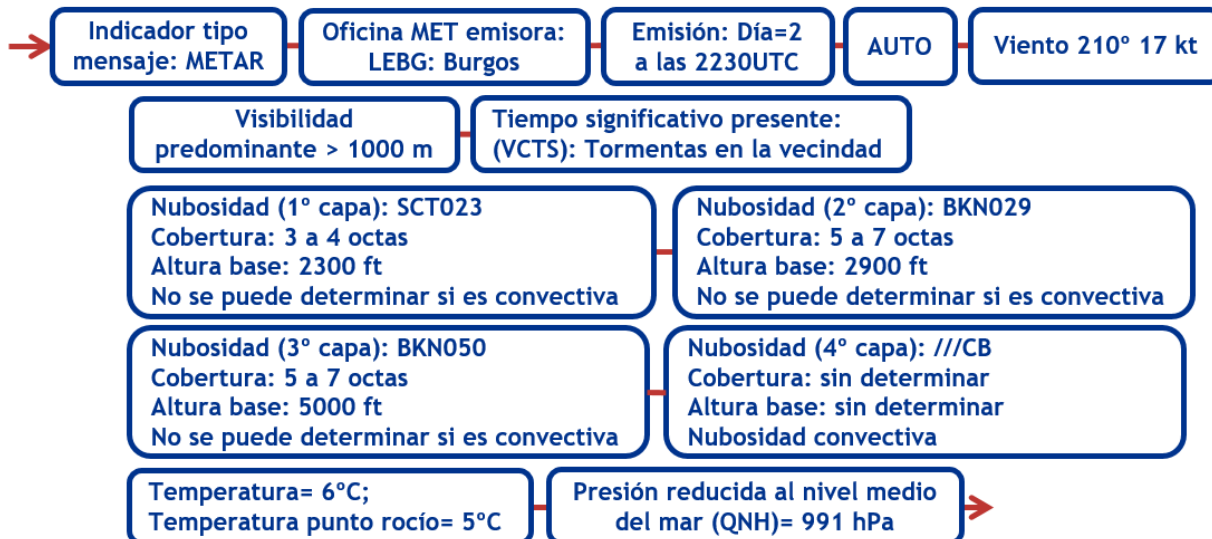 Indicador tipo
mensaje: METAR
Oficina MET emisora:
LEBG: Burgos
Emisión: Día=2
a las 2230UTC
AUTO
Viento 210º 17 kt
Visibilidad
predominante > 1000 m
Tiempo significativo presente:
(VCTS): Tormentas en la vecindad
Nubosidad (1º capa): SCT023
Cobertura: 3 a 4 octas
Altura base: 2300 ft
No se puede determinar si es convectiva
Nubosidad (2º capa): BKN029
Cobertura: 5 a 7 octas
Altura base: 2900 ft
No se puede determinar si es convectiva
Nubosidad (3º capa): BKN050
Cobertura: 5 a 7 octas
Altura base: 5000 ft
No se puede determinar si es convectiva
Nubosidad (4º capa): ///CB
Cobertura: sin determinar
Altura base: sin determinar
Nubosidad convectiva
Temperatura= 6ºC;
Temperatura punto rocío= 5ºC
Presión reducida al nivel medio
del mar (QNH)= 991 hPa